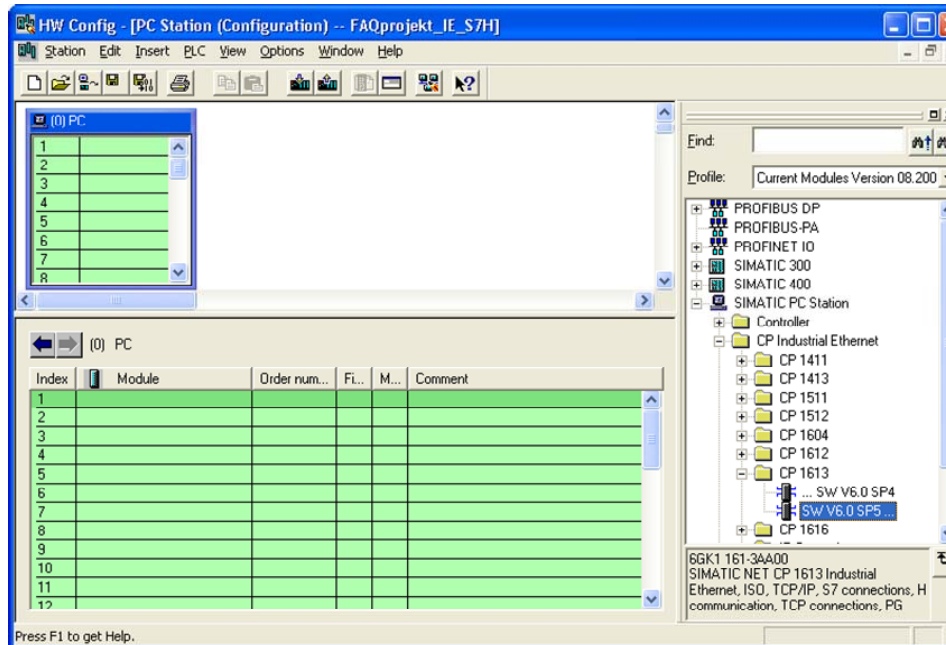 HW Config - [PC Station (Configuration) -- FAQprojekt_IE_S7H]
Station Edit Insert PLC View Options Window Help
(0) PC
1
2
3
4
5
6
7
8
Find:
Profile: Current Modules Version 08.200
PROFIBUS DP
PROFIBUS-PA
PROFINET IO
SIMATIC 300
SIMATIC 400
SIMATIC PC Station
Controller
CP Industrial Ethernet
CP 1411
CP 1413
CP 1511
CP 1512
CP 1604
CP 1612
CP 1613
... SW V6.0 SP4
SW V6.0 SP5 ...
CP 1616
(0) PC
Index Module Order num... Fi... M... Comment
1
2
3
4
5
6
7
8
9
10
11
12
6GK1 161-3AA00
SIMATIC NET CP 1613 Industrial
Ethernet, ISO, TCP/IP, S7 connections, H
communication, TCP connections, PG
Press F1 to get Help.